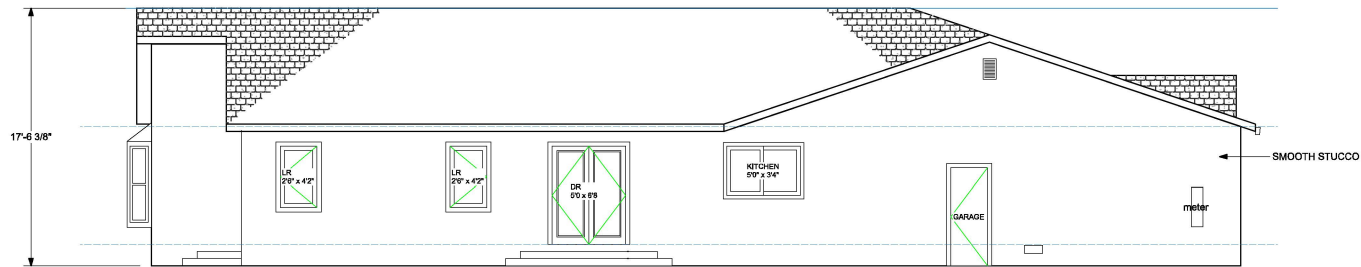 17'-6 3/8"
LR
2'6" x 4'2"
LR
2'6" x 4'2"
DR
5'0 x 6'8
KITCHEN
5'0" x 3'4"
SMOOTH STUCCO
GARAGE
meter